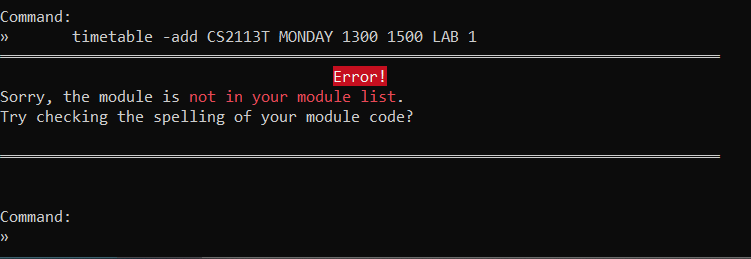 Command:
» timetable -add CS2113T MONDAY 1300 1500 LAB 1
Error!
Sorry, the module is not in your module list.
Try checking the spelling of your module code?
Command:
»